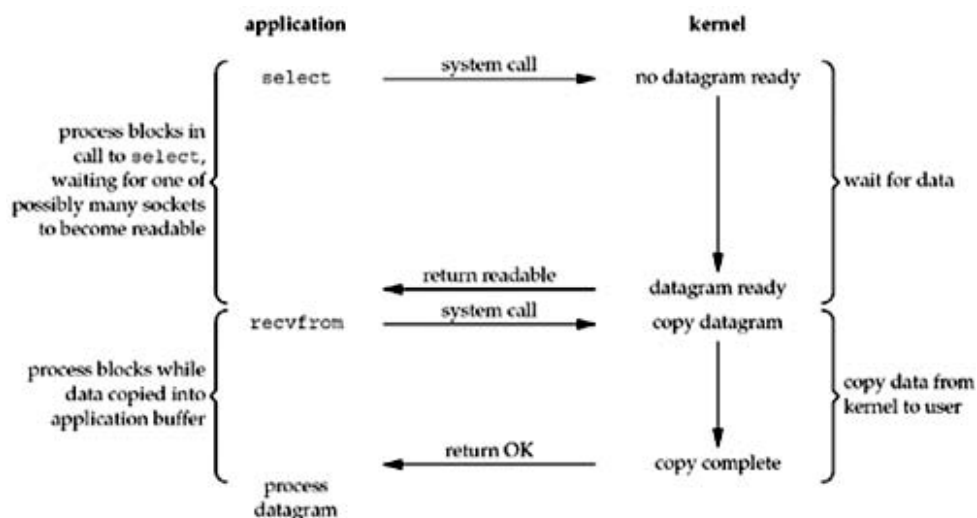 application
kernel
select
system call
no datagram ready
process blocks in
call to select,
waiting for one of
possibly many sockets
to become readable
wait for data
return readable
datagram ready
recvfrom
system call
copy datagram
process blocks while
data copied into
application buffer
copy data from
kernel to user
return OK
copy complete
process
datagram